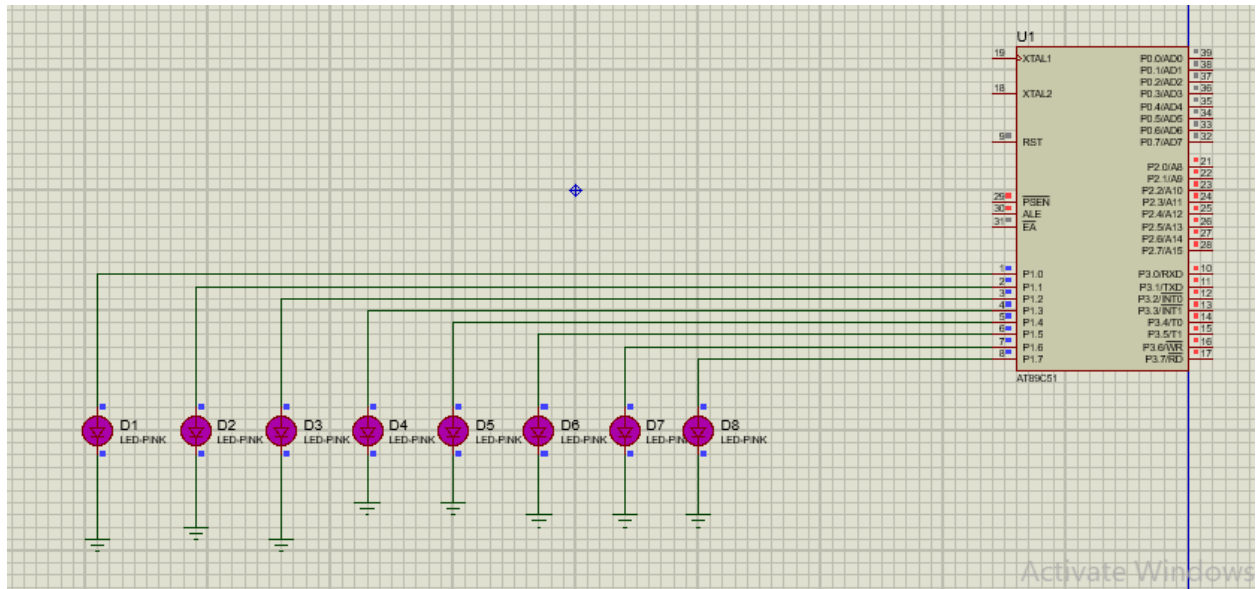 U1
19 XTAL1 P0.0/AD0 39
P0.1/AD1 38
P0.2/AD2 37
18 XTAL2 P0.3/AD3 36
P0.4/AD4 35
P0.5/AD5 34
P0.6/AD6 33
9 RST P0.7/AD7 32
P2.0/A8 21
P2.1/A9 22
P2.2/A10 23
29 PSEN P2.3/A11 24
30 ALE P2.4/A12 25
31 EA P2.5/A13 26
P2.6/A14 27
P2.7/A15 28
1 P1.0 P3.0/RXD 10
2 P1.1 P3.1/TXD 11
3 P1.2 P3.2/INT0 12
4 P1.3 P3.3/INT1 13
5 P1.4 P3.4/T0 14
6 P1.5 P3.5/T1 15
7 P1.6 P3.6/WR 16
8 P1.7 P3.7/RD 17
AT89C51
D1 D2 D3 D4 D5 D6 D7 D8
LED-PINK LED-PINK LED-PINK LED-PINK LED-PINK LED-PINK LED-PIN LED-PINK
Activate Windows